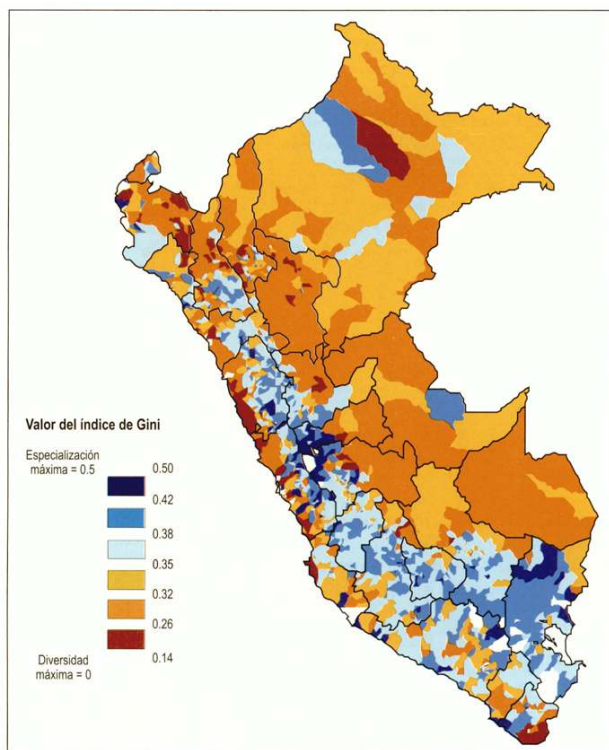 Valor del índice de Gini
Especialización
máxima = 0.5
0.50
0.42
0.38
0.35
0.32
0.26
0.14
Diversidad
máxima = 0